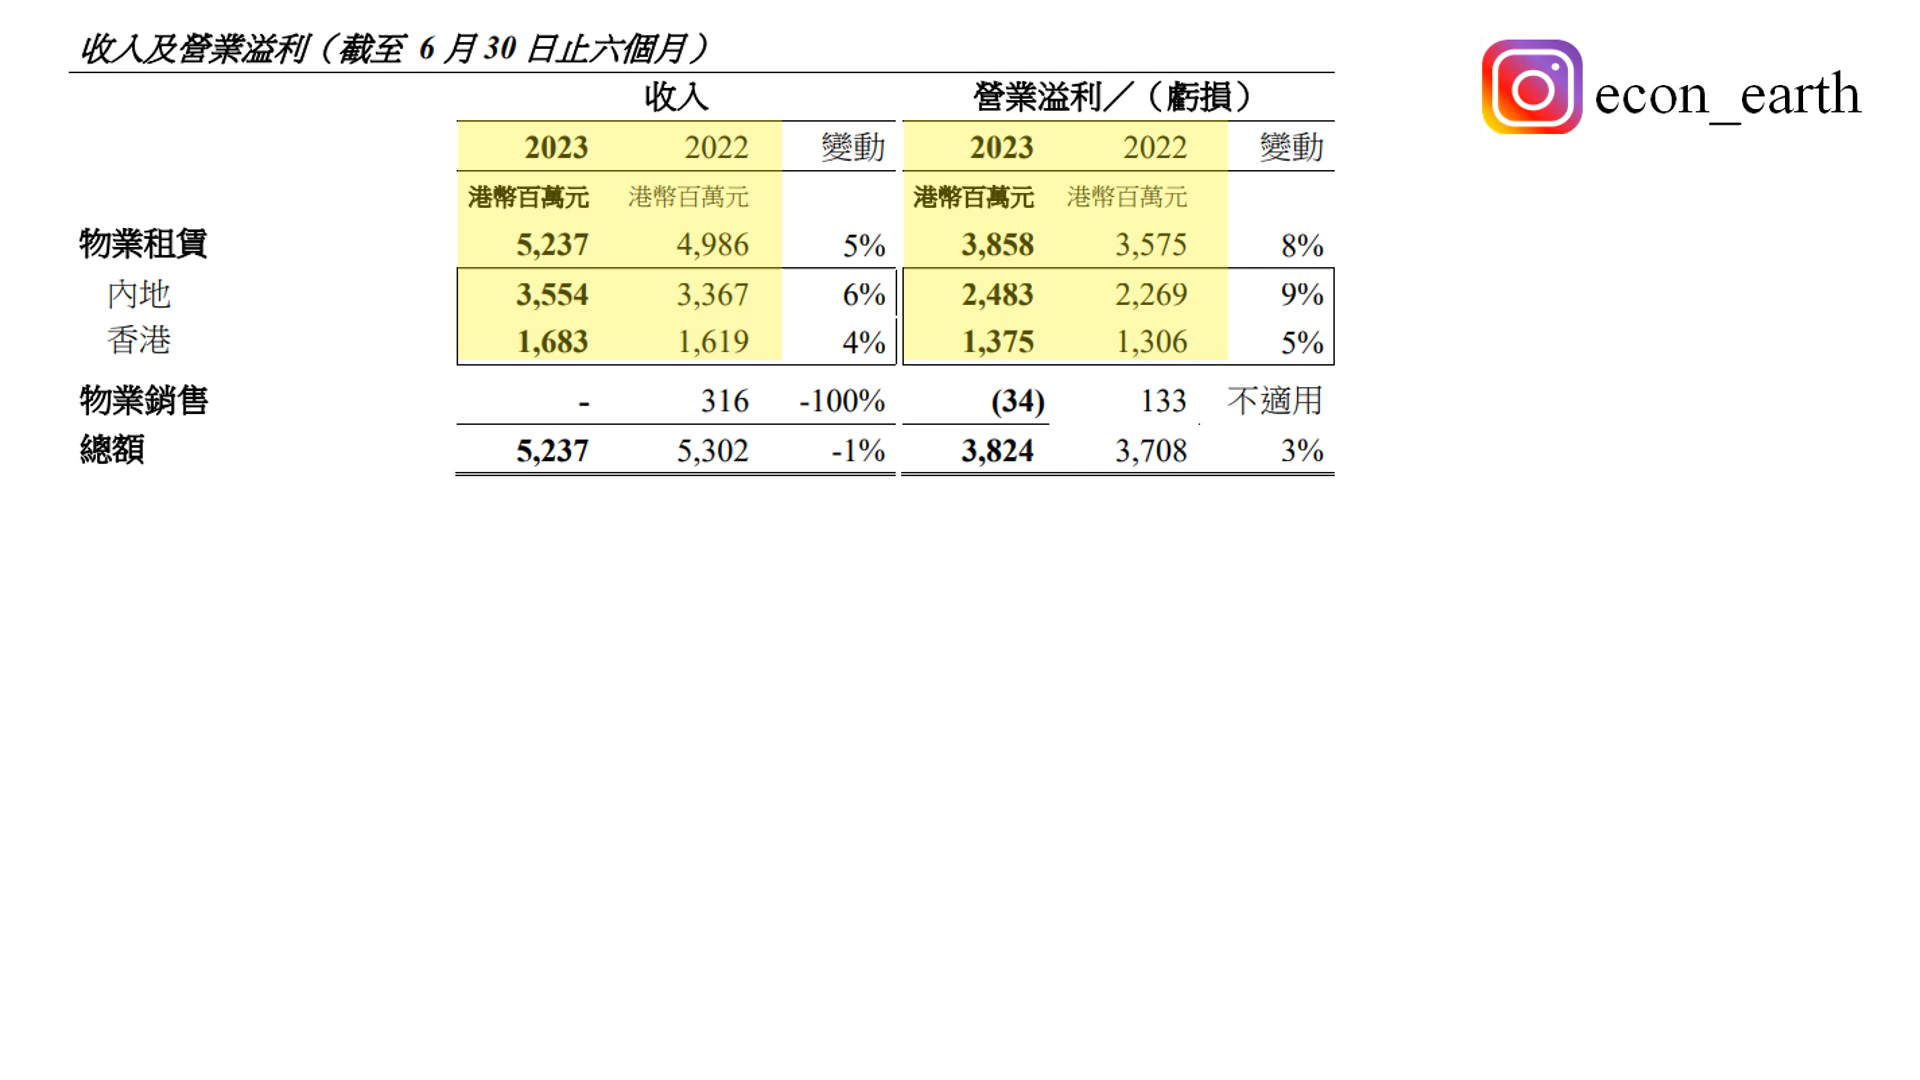 收入及營業溢利（截至 6 月 30 日止六個月）
econ_earth
收入 營業溢利／（虧損）
2023 2022 變動 2023 2022 變動
港幣百萬元 港幣百萬元 港幣百萬元 港幣百萬元
物業租賃 5,237 4,986 5% 3,858 3,575 8%
內地 3,554 3,367 6% 2,483 2,269 9%
香港 1,683 1,619 4% 1,375 1,306 5%
物業銷售 - 316 -100% (34) 133 不適用
總額 5,237 5,302 -1% 3,824 3,708 3%